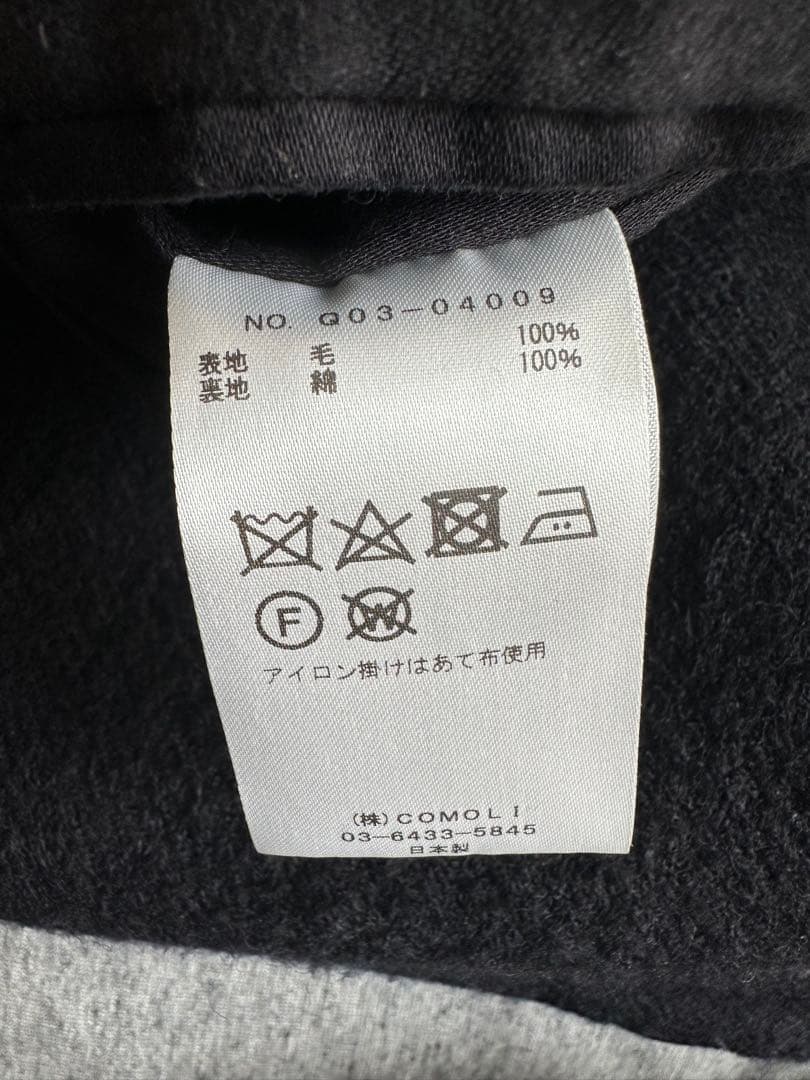 NO. Q03-04009
表地 毛 100%
裏地 綿 100%
F W
アイロン掛けはあて布使用
(株)COMOLI
03-6433-5845
日本製